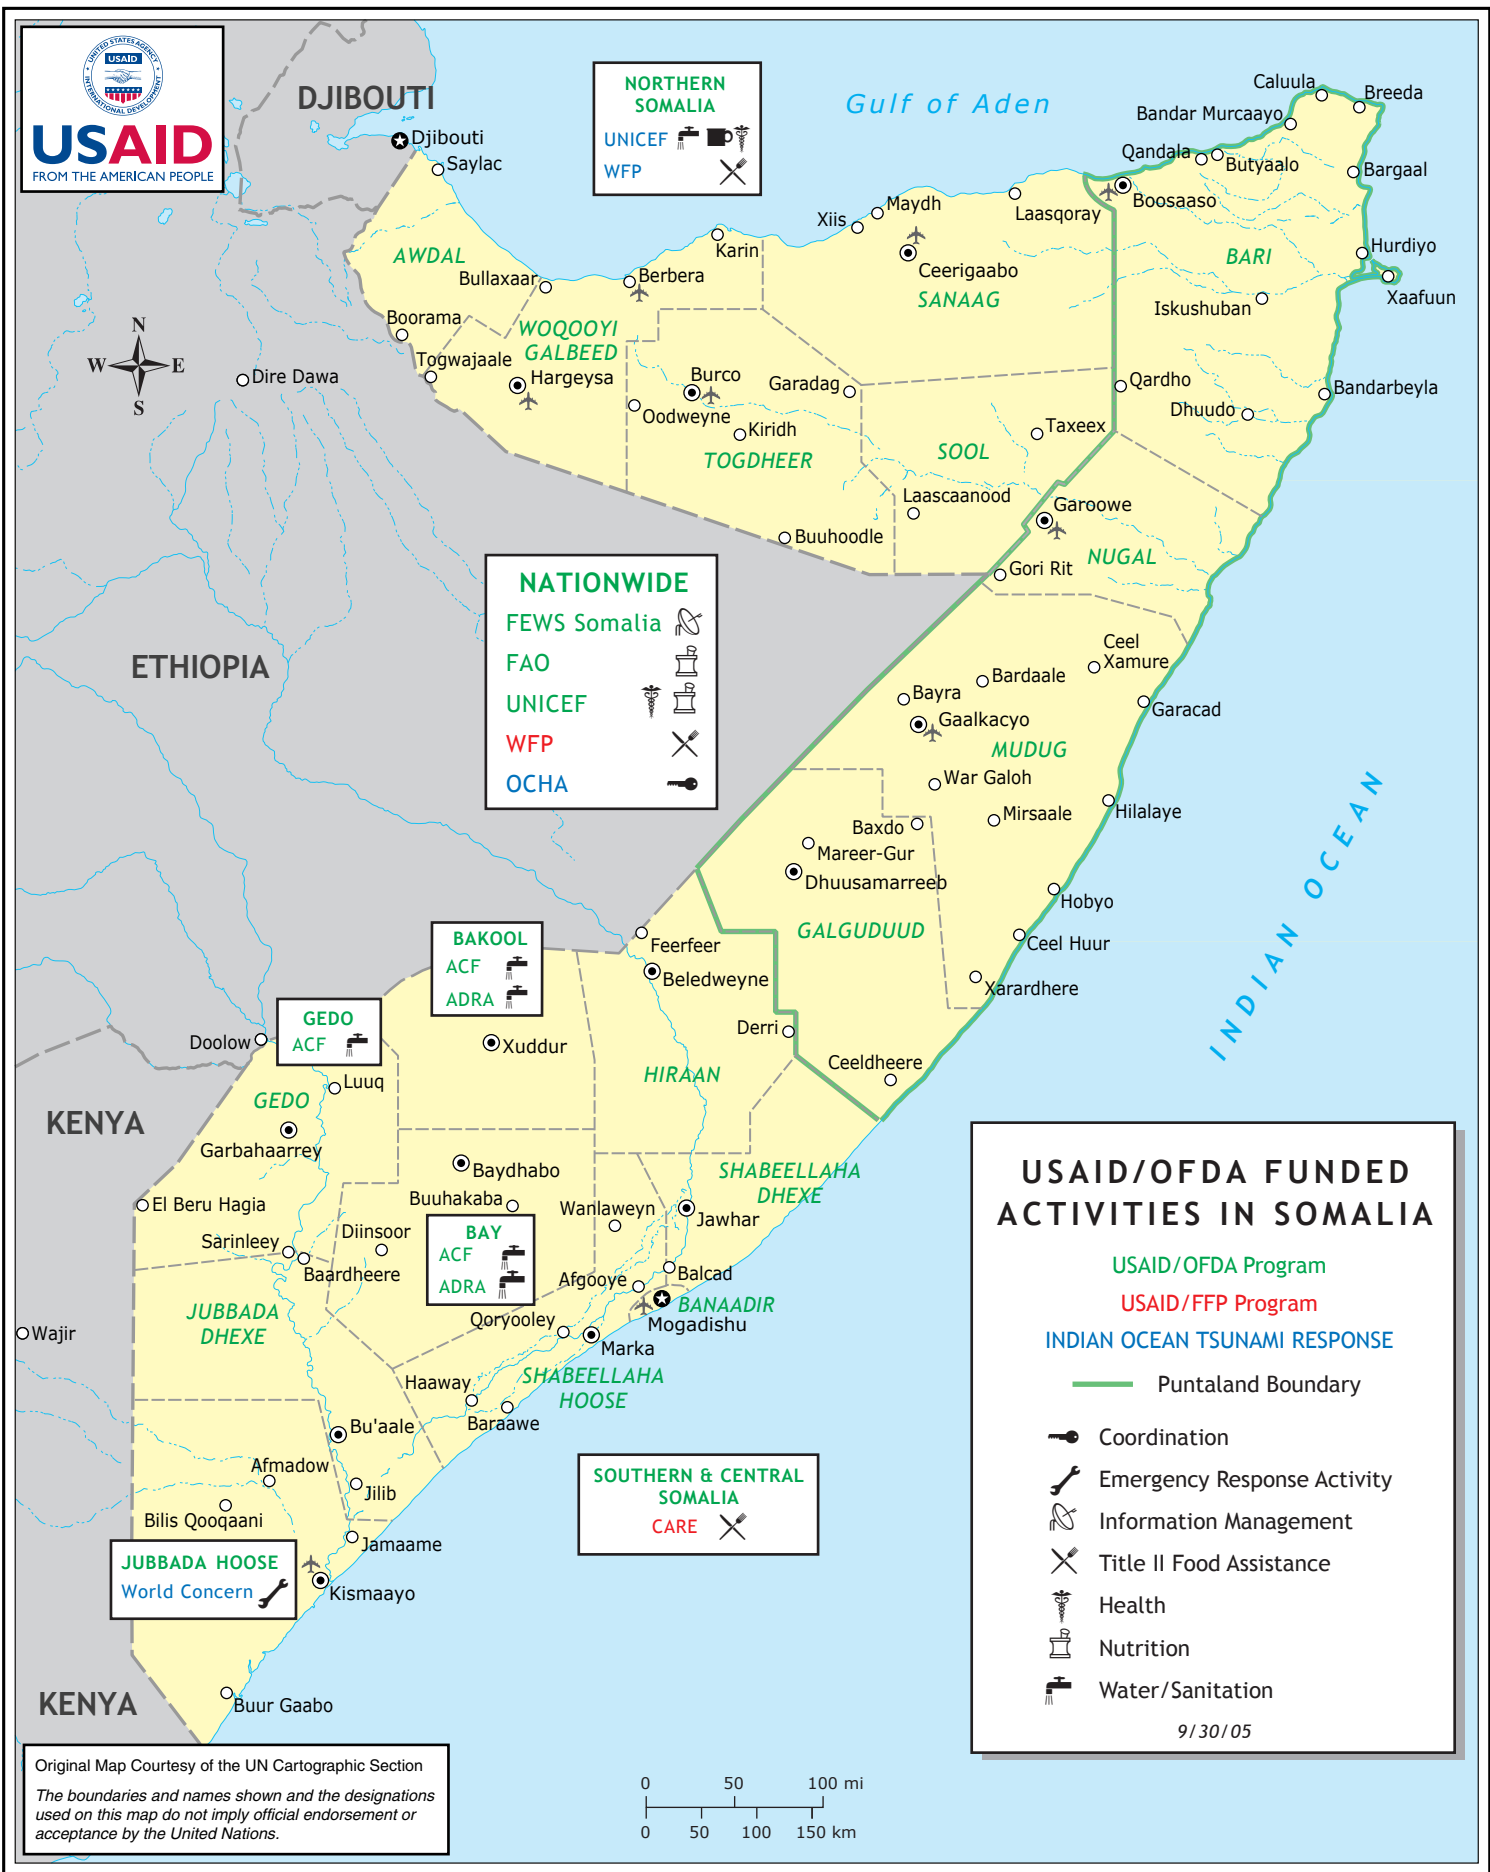 UNITED STATES AGENCY
USAID
INTERNATIONAL DEVELOPMENT
USAID
FROM THE AMERICAN PEOPLE
DJIBOUTI
Djibouti
Saylac
NORTHERN
SOMALIA
UNICEF
WFP
Gulf of Aden
Caluula
Breeda
Bandar Murcaayo
Qandala
Butyaalo
Bargaal
Boosaaso
Laasqoray
Maydh
Xiis
Karin
Ceerigaabo
SANAAG
BARI
Hurdiyo
Xaafuun
Iskushuban
AWDAL
Bullaxaar
Berbera
Boorama
WOQOOYI
GALBEED
Togwajaale
Hargeysa
N
W
E
S
Dire Dawa
Burco
Garadag
Oodweyne
Kiridh
TOGDHEER
Qardho
Dhuudo
Bandarbeyla
Taxeex
SOOL
Laascaanood
Garoowe
Buuhoodle
Gori Rit
NUGAL
NATIONWIDE
FEWS Somalia
FAO
UNICEF
WFP
OCHA
ETHIOPIA
Ceel
Xamure
Bardaale
Bayra
Gaalkacyo
Garacad
MUDUG
War Galoh
Mirsaale
Hilalaye
Baxdo
Mareer-Gur
Dhuusamarreeb
GALGUDUUD
Hobyo
Ceel Huur
Xarardhere
INDIAN OCEAN
BAKOOL
ACF
ADRA
Feerfeer
Beledweyne
GEDO
ACF
Doolow
Xuddur
Derri
Ceeldheere
Luuq
HIRAAN
GEDO
KENYA
Garbahaarrey
Baydhabo
SHABEELLAHA
DHEXE
El Beru Hagia
Buuhakaba
Wanlaweyn
Jawhar
Sarinleey
Diinsoor
Baardheere
BAY
ACF
ADRA
Afgooye
Balcad
BANAADIR
Mogadishu
JUBBADA
DHEXE
Wajir
Qoryooley
Marka
Haaway
SHABEELLAHA
HOOSE
Baraawe
Bu'aale
Afmadow
Jilib
Bilis Qooqaani
Jamaame
JUBBADA HOOSE
World Concern
Kismaayo
KENYA
Buur Gaabo
SOUTHERN & CENTRAL
SOMALIA
CARE
USAID/OFDA FUNDED
ACTIVITIES IN SOMALIA
USAID/OFDA Program
USAID/FFP Program
INDIAN OCEAN TSUNAMI RESPONSE
Puntaland Boundary
Coordination
Emergency Response Activity
Information Management
Title II Food Assistance
Health
Nutrition
Water/Sanitation
9/30/05
Original Map Courtesy of the UN Cartographic Section
The boundaries and names shown and the designations
used on this map do not imply official endorsement or
acceptance by the United Nations.
0 50 100 mi
0 50 100 150 km